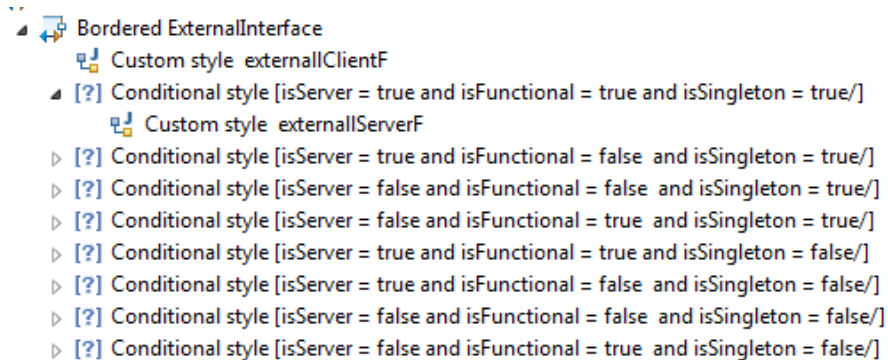 Bordered ExternalInterface
Custom style externalIClientF
[?] Conditional style [isServer = true and isFunctional = true and isSingleton = true/]
Custom style externalIServerF
[?] Conditional style [isServer = true and isFunctional = false  and isSingleton = true/]
[?] Conditional style [isServer = false and isFunctional = false  and isSingleton = true/]
[?] Conditional style [isServer = false and isFunctional = true  and isSingleton = true/]
[?] Conditional style [isServer = true and isFunctional = true and isSingleton = false/]
[?] Conditional style [isServer = true and isFunctional = false  and isSingleton = false/]
[?] Conditional style [isServer = false and isFunctional = false  and isSingleton = false/]
[?] Conditional style [isServer = false and isFunctional = true  and isSingleton = false/]